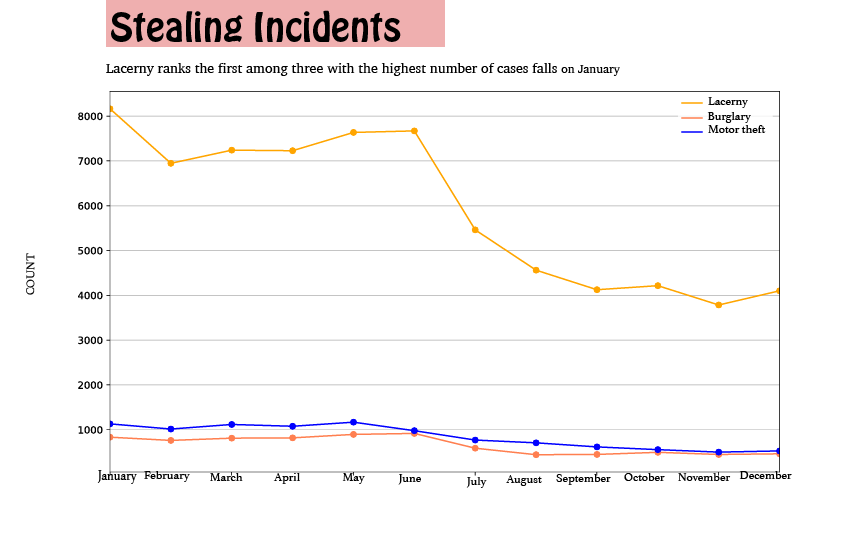 Stealing Incidents
Lacerny ranks the first among three with the highest number of cases falls on January
Lacerny
Burglary
Motor theft
8000
7000
6000
5000
4000
3000
2000
1000
COUNT
January February March April May June July August September October November December